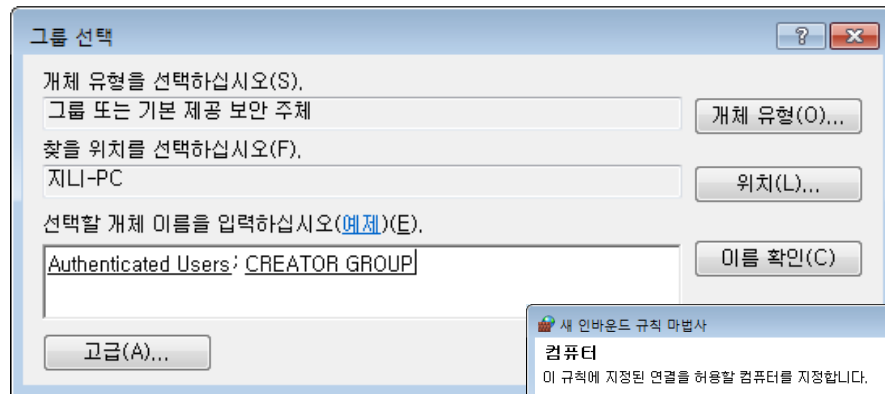 그룹 선택
개체 유형을 선택하십시오(S).
그룹 또는 기본 제공 보안 주체
개체 유형(O)...
찾을 위치를 선택하십시오(F).
지니-PC
위치(L)...
선택할 개체 이름을 입력하십시오(예제)(E).
Authenticated Users; CREATOR GROUP
이름 확인(C)
고급(A)...
새 인바운드 규칙 마법사
컴퓨터
이 규칙에 지정된 연결을 허용할 컴퓨터를 지정합니다.